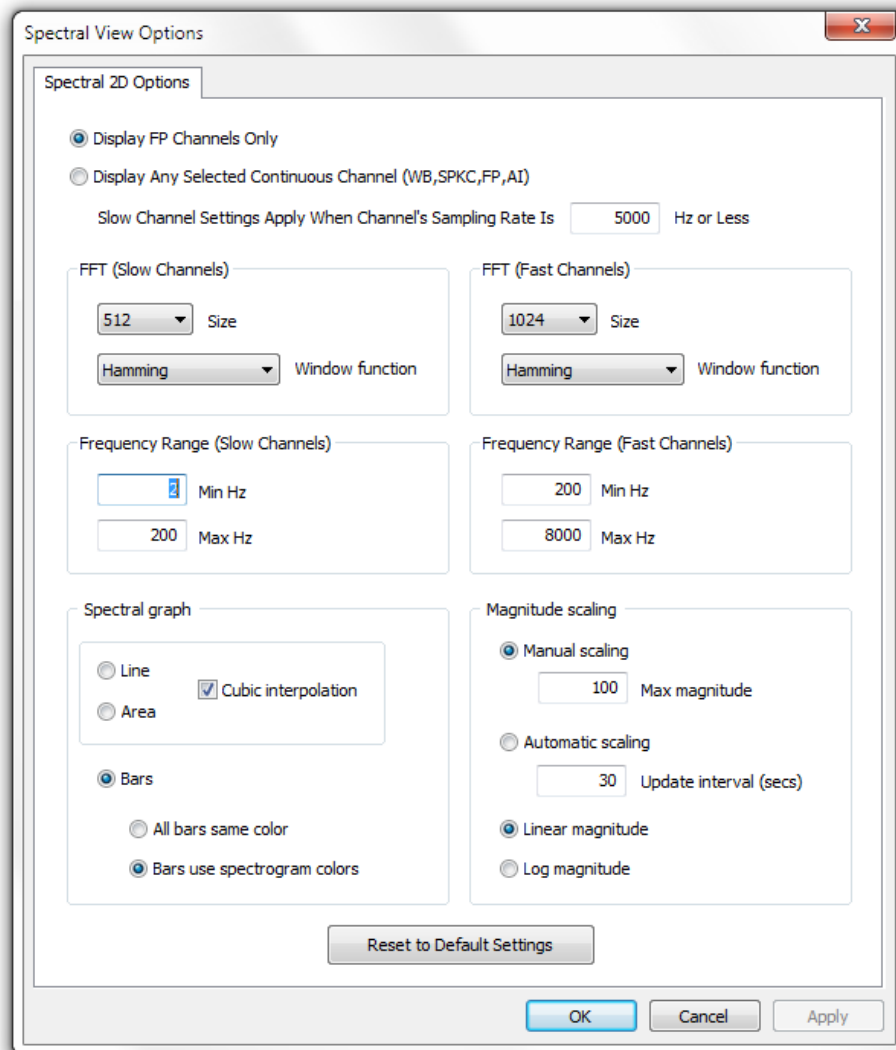 Spectral View Options
Spectral 2D Options
Display FP Channels Only
Display Any Selected Continuous Channel (WB,SPKC,FP,AI)
Slow Channel Settings Apply When Channel's Sampling Rate Is 5000 Hz or Less
FFT (Slow Channels)
512 Size
Hamming Window function
FFT (Fast Channels)
1024 Size
Hamming Window function
Frequency Range (Slow Channels)
2 Min Hz
200 Max Hz
Frequency Range (Fast Channels)
200 Min Hz
8000 Max Hz
Spectral graph
Line
Cubic interpolation
Area
Bars
All bars same color
Bars use spectrogram colors
Magnitude scaling
Manual scaling
100 Max magnitude
Automatic scaling
30 Update interval (secs)
Linear magnitude
Log magnitude
Reset to Default Settings
OK Cancel Apply